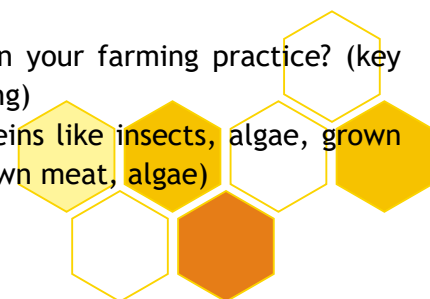 n your farming practice? (key
ng)
eins like insects, algae, grown
wn meat, algae)